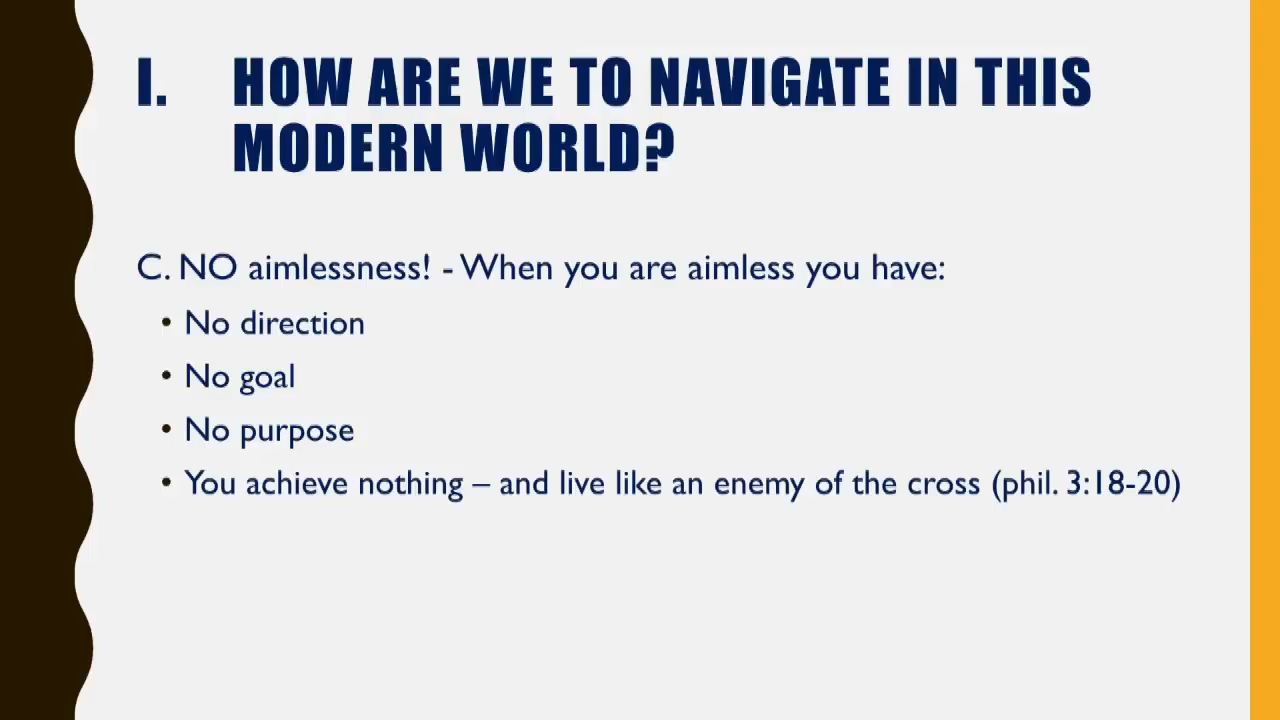 I. HOW ARE WE TO NAVIGATE IN THIS
MODERN WORLD?
C. NO aimlessness! - When you are aimless you have:
• No direction
• No goal
• No purpose
• You achieve nothing – and live like an enemy of the cross (phil. 3:18-20)